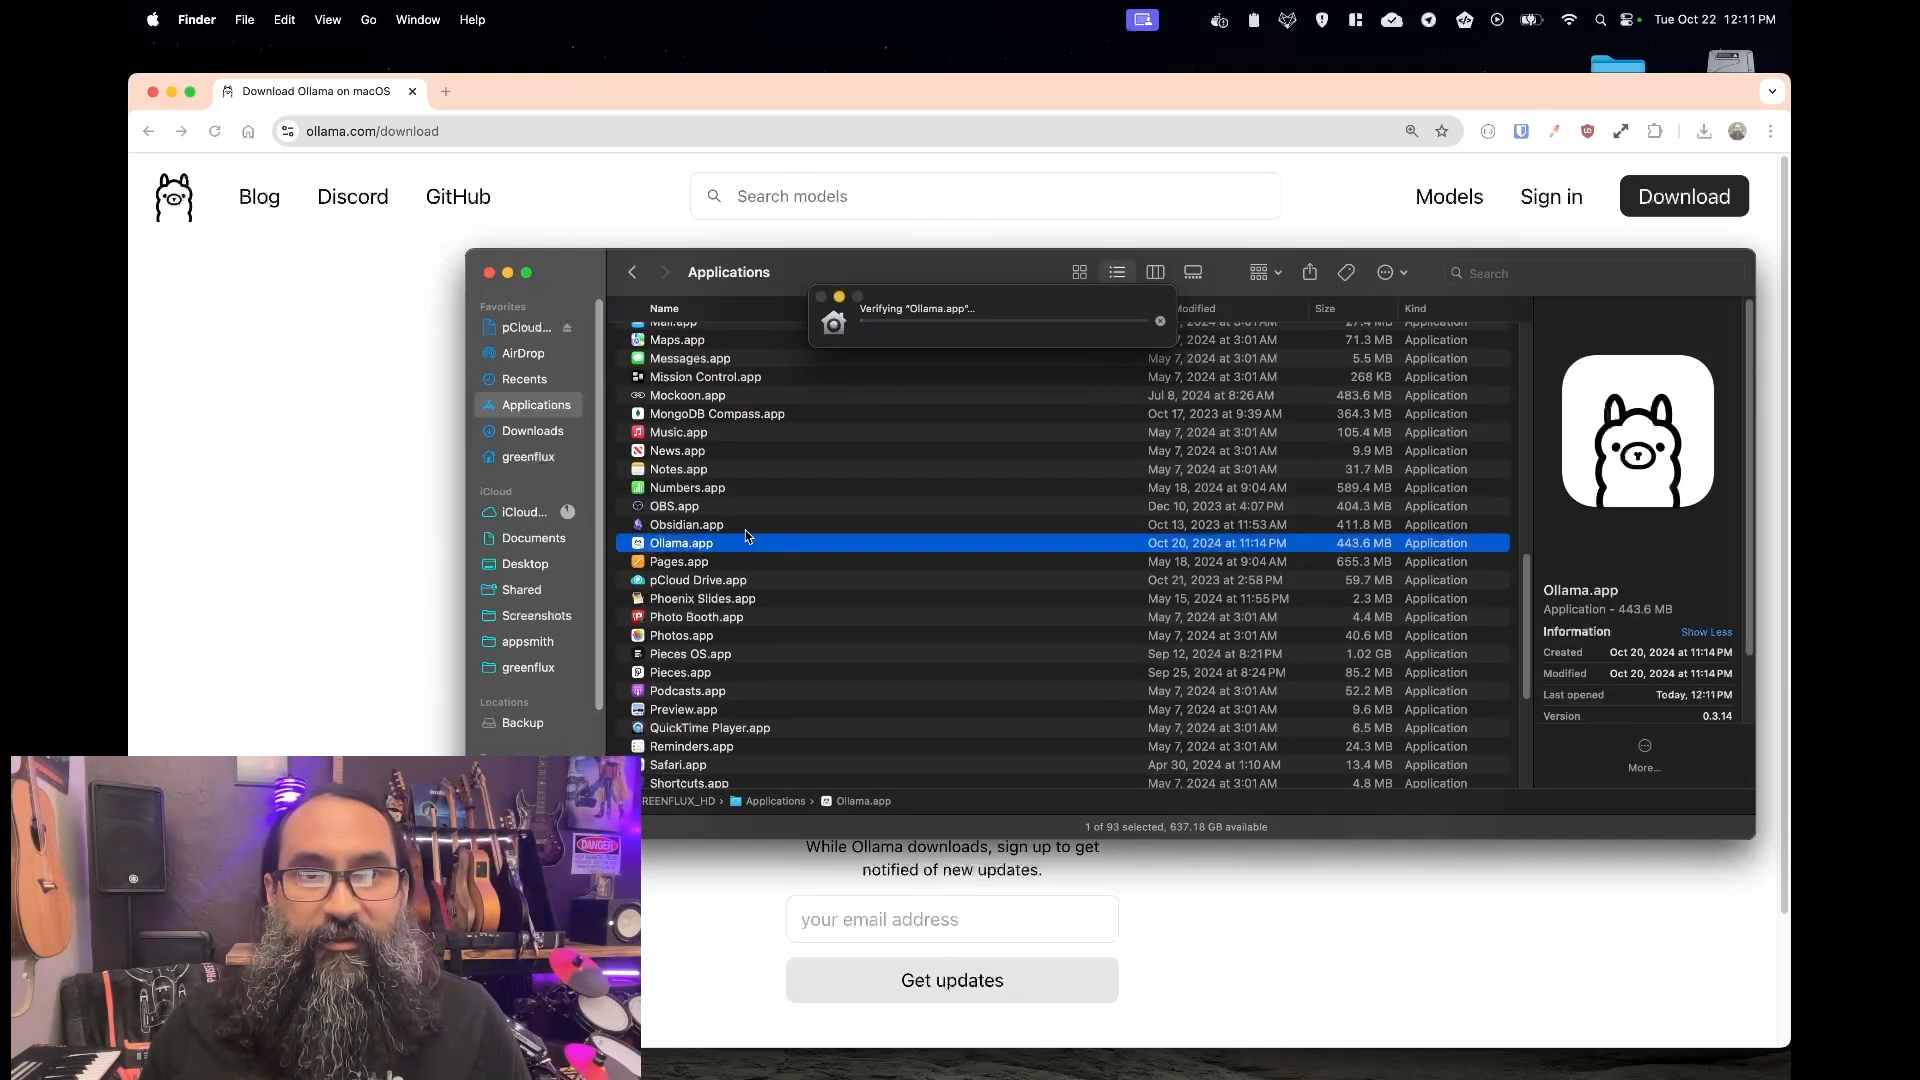 Finder File Edit View Go Window Help Tue Oct 22 12:11 PM
Download Ollama on macOS
ollama.com/download
Blog Discord GitHub Search models Models Sign in Download
Applications
Search
Verifying “Ollama.app”...
Favorites
pCloud...
AirDrop
Recents
Applications
Downloads
greenflux
iCloud
iCloud...
Documents
Desktop
Shared
Screenshots
appsmith
greenflux
Locations
Backup
Name Modified Size Kind
Mail.app May 7, 2024 at 3:01 AM 27.4 MB Application
Maps.app May 7, 2024 at 3:01 AM 71.3 MB Application
Messages.app May 7, 2024 at 3:01 AM 5.5 MB Application
Mission Control.app May 7, 2024 at 3:01 AM 268 KB Application
Mockoon.app Jul 8, 2024 at 8:26 AM 483.6 MB Application
MongoDB Compass.app Oct 17, 2023 at 9:39 AM 364.3 MB Application
Music.app May 7, 2024 at 3:01 AM 105.4 MB Application
News.app May 7, 2024 at 3:01 AM 9.9 MB Application
Notes.app May 7, 2024 at 3:01 AM 31.7 MB Application
Numbers.app May 18, 2024 at 9:04 AM 589.4 MB Application
OBS.app Dec 10, 2023 at 4:07 PM 404.3 MB Application
Obsidian.app Oct 13, 2023 at 11:53 AM 411.8 MB Application
Ollama.app Oct 20, 2024 at 11:14 PM 443.6 MB Application
Pages.app May 18, 2024 at 9:04 AM 655.3 MB Application
pCloud Drive.app Oct 21, 2023 at 2:58 PM 59.7 MB Application
Phoenix Slides.app May 15, 2024 at 11:55 PM 2.3 MB Application
Photo Booth.app May 7, 2024 at 3:01 AM 4.4 MB Application
Photos.app May 7, 2024 at 3:01 AM 40.6 MB Application
Pieces OS.app Sep 12, 2024 at 8:21 PM 1.02 GB Application
Pieces.app Sep 25, 2024 at 8:24 PM 85.2 MB Application
Podcasts.app May 7, 2024 at 3:01 AM 52.2 MB Application
Preview.app May 7, 2024 at 3:01 AM 9.6 MB Application
QuickTime Player.app May 7, 2024 at 3:01 AM 6.5 MB Application
Reminders.app May 7, 2024 at 3:01 AM 24.3 MB Application
Safari.app Apr 30, 2024 at 1:10 AM 13.4 MB Application
Shortcuts.app May 7, 2024 at 3:01 AM 4.8 MB Application
Ollama.app
Application - 443.6 MB
Information Show Less
Created Oct 20, 2024 at 11:14 PM
Modified Oct 20, 2024 at 11:14 PM
Last opened Today, 12:11 PM
Version 0.3.14
More...
REENFLUX_HD › Applications › Ollama.app
1 of 93 selected, 637.18 GB available
While Ollama downloads, sign up to get
notified of new updates.
your email address
Get updates
DANGER